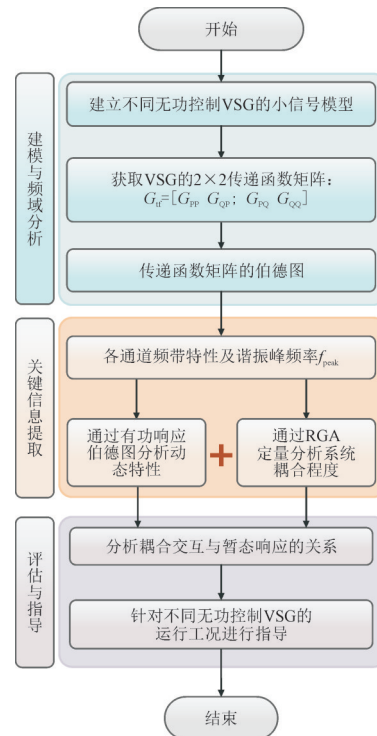 开始
建模与频域分析
建立不同无功控制VSG的小信号模型
获取VSG的2×2传递函数矩阵：
Gtf=[GPP GQP; GPQ GQQ]
传递函数矩阵的伯德图
关键信息提取
各通道频带特性及谐振峰频率fpeak
通过有功响应
伯德图分析动
态特性
+
通过RGA
定量分析系统
耦合程度
评估与指导
分析耦合交互与暂态响应的关系
针对不同无功控制VSG的
运行工况进行指导
结束